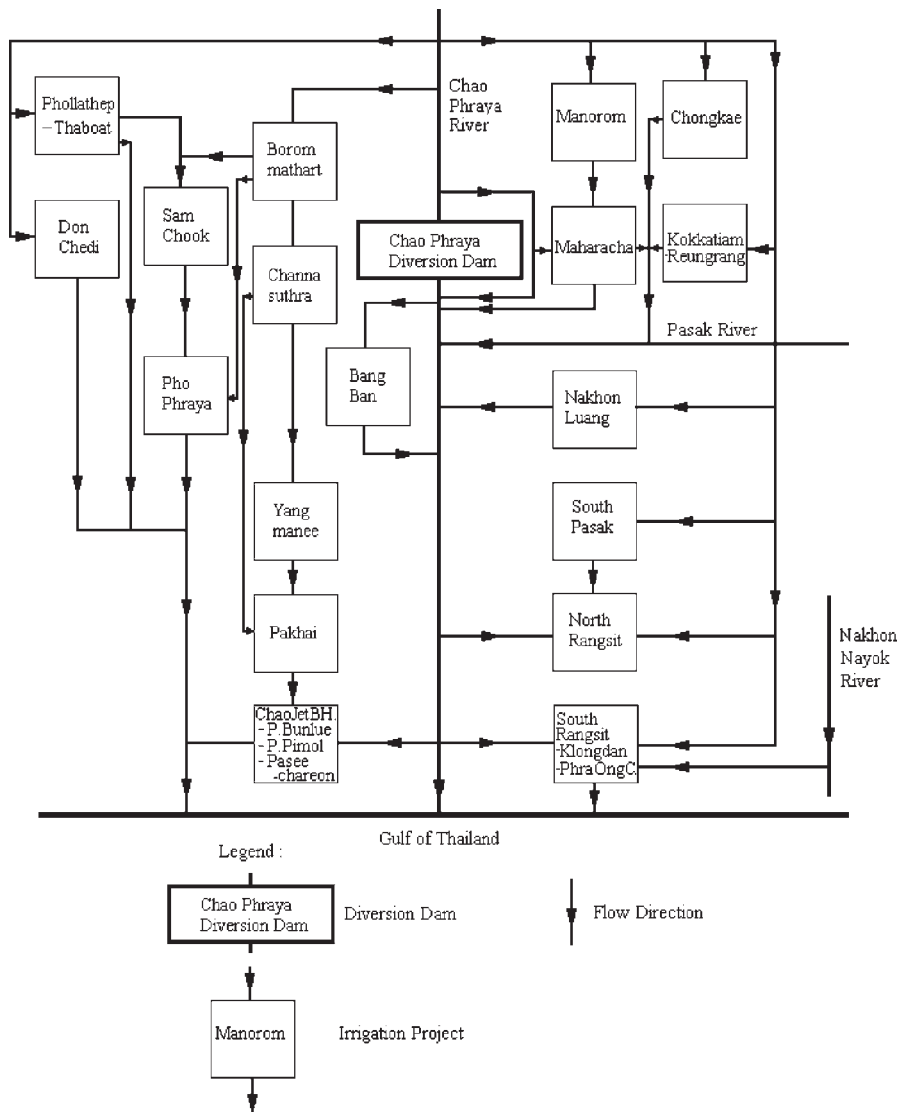 Chao
Phraya
River
Phollathep
-Thaboat
Borom
mathart
Manorom
Chongkae
Don
Chedi
Sam
Chook
Channa
suthra
Chao Phraya
Diversion Dam
Maharacha
Kokkatiam
-Reungrang
Pasak River
Pho
Phraya
Bang
Ban
Nakhon
Luang
Yang
manee
South
Pasak
Pakhai
North
Rangsit
Nakhon
Nayok
River
ChaoJetBH.
- P.Bunlue
- P.Pimol
- Pasee
-chareon
South
Rangsit
-Klongdan
-PhraOngC.
Gulf of Thailand
Legend :
Chao Phraya
Diversion Dam
Diversion Dam
Flow Direction
Manorom
Irrigation Project